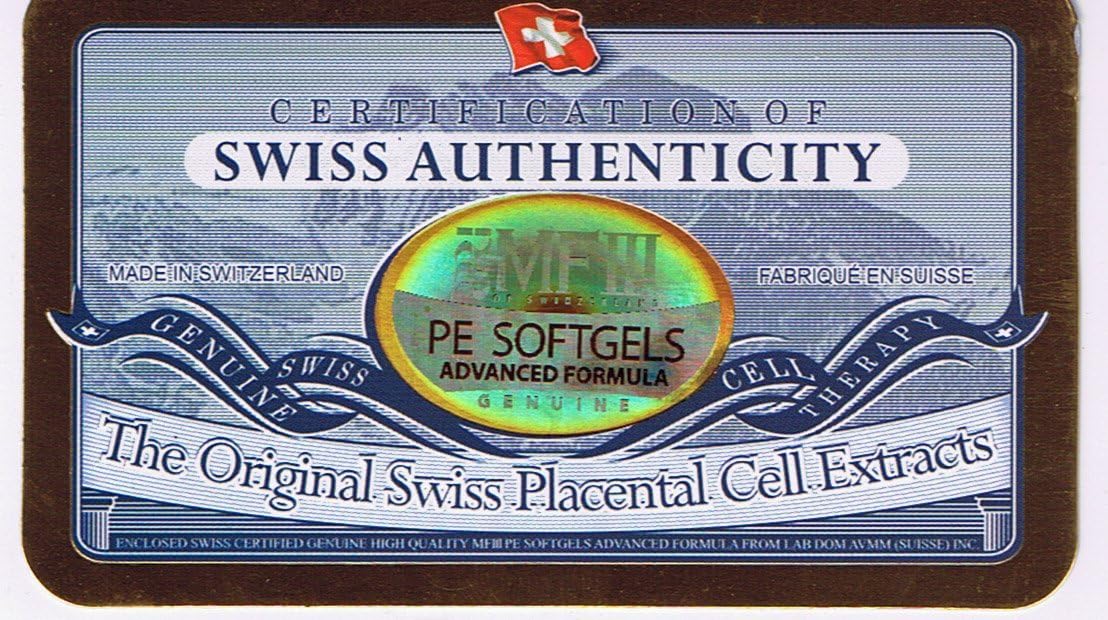 CERTIFICATION OF
SWISS AUTHENTICITY
MFIII
OF SWITZERLAND
MADE IN SWITZERLAND
FABRIQUÉ EN SUISSE
PE SOFTGELS
ADVANCED FORMULA
GENUINE
GENUINE SWISS
CELL THERAPY
The Original Swiss Placental Cell Extracts
ENCLOSED SWISS CERTIFIED GENUINE HIGH QUALITY MFIII PE SOFTGELS ADVANCED FORMULA FROM LAB DOM AVMM (SUISSE) INC.